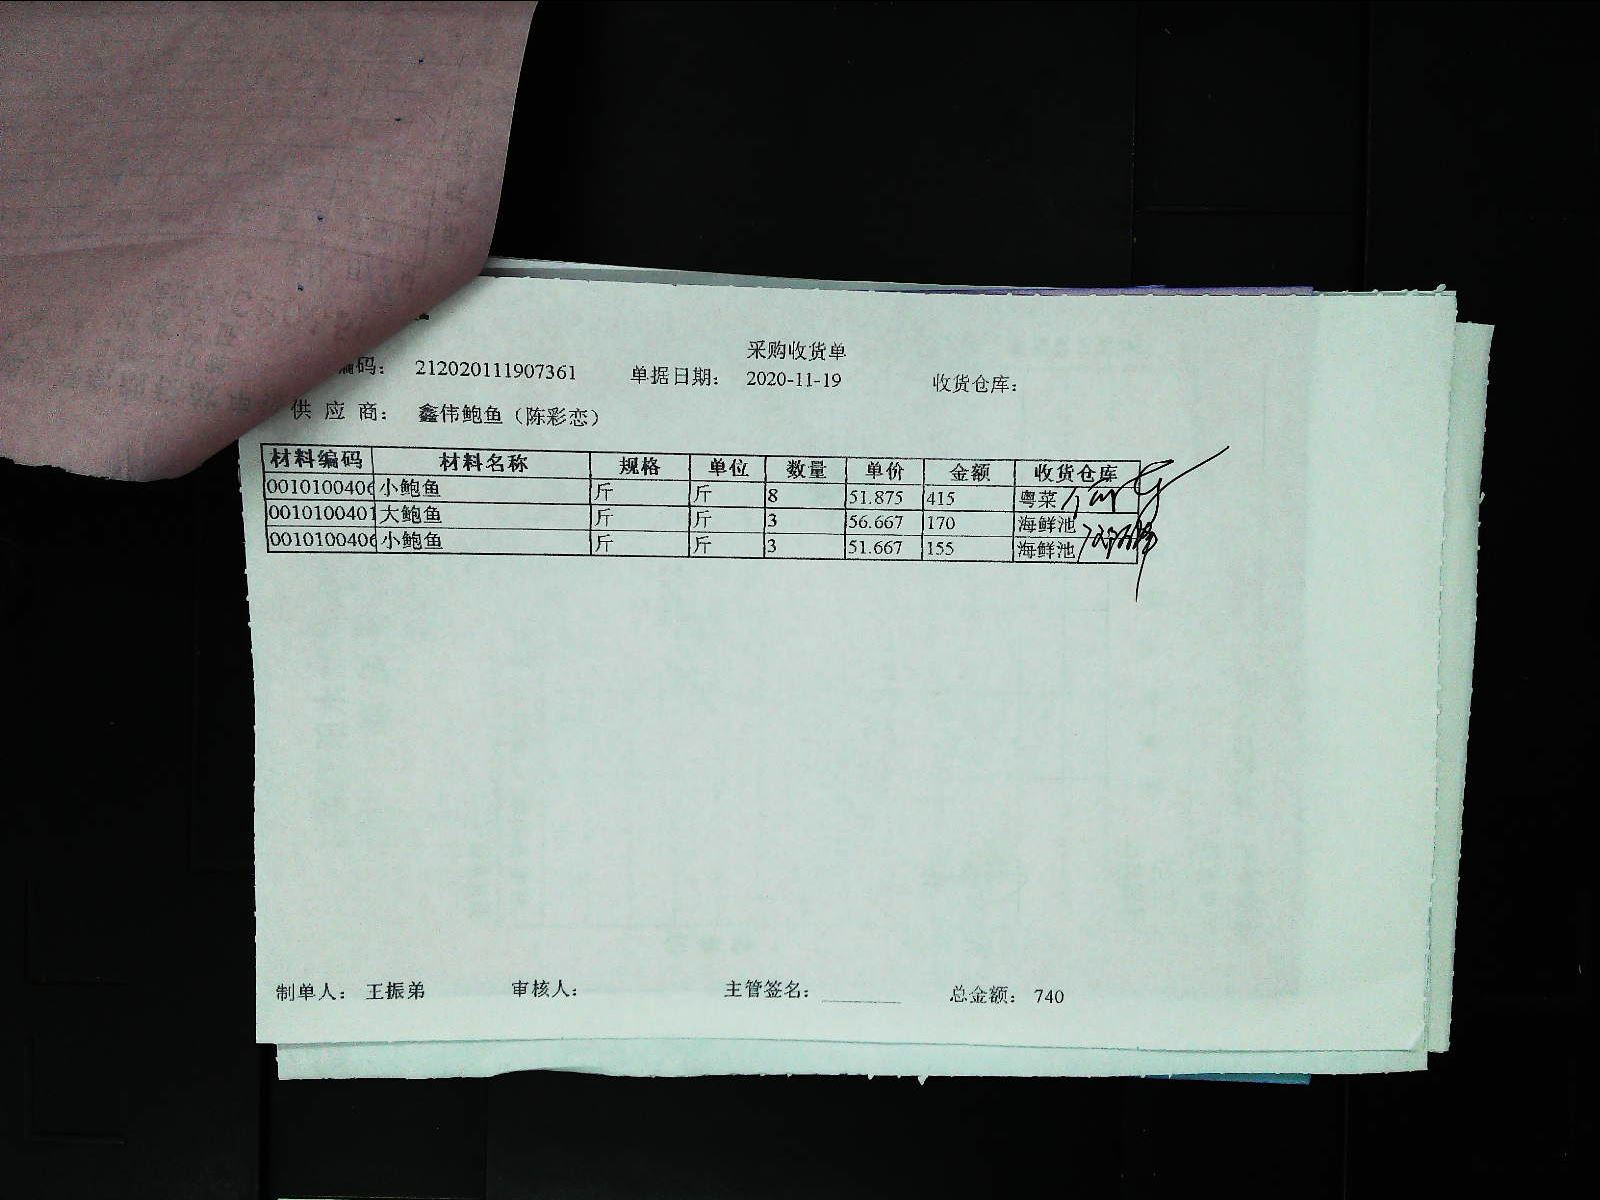 采购收货单
编码： 212020111907361 单据日期： 2020-11-19 收货仓库：
供 应 商： 鑫伟鲍鱼（陈彩恋）
材料编码 材料名称 规格 单位 数量 单价 金额 收货仓库
0010100406 小鲍鱼 斤 斤 8 51.875 415 粤菜
0010100401 大鲍鱼 斤 斤 3 56.667 170 海鲜池
0010100406 小鲍鱼 斤 斤 3 51.667 155 海鲜池
制单人： 王振弟 审核人： 主管签名： ________ 总金额： 740